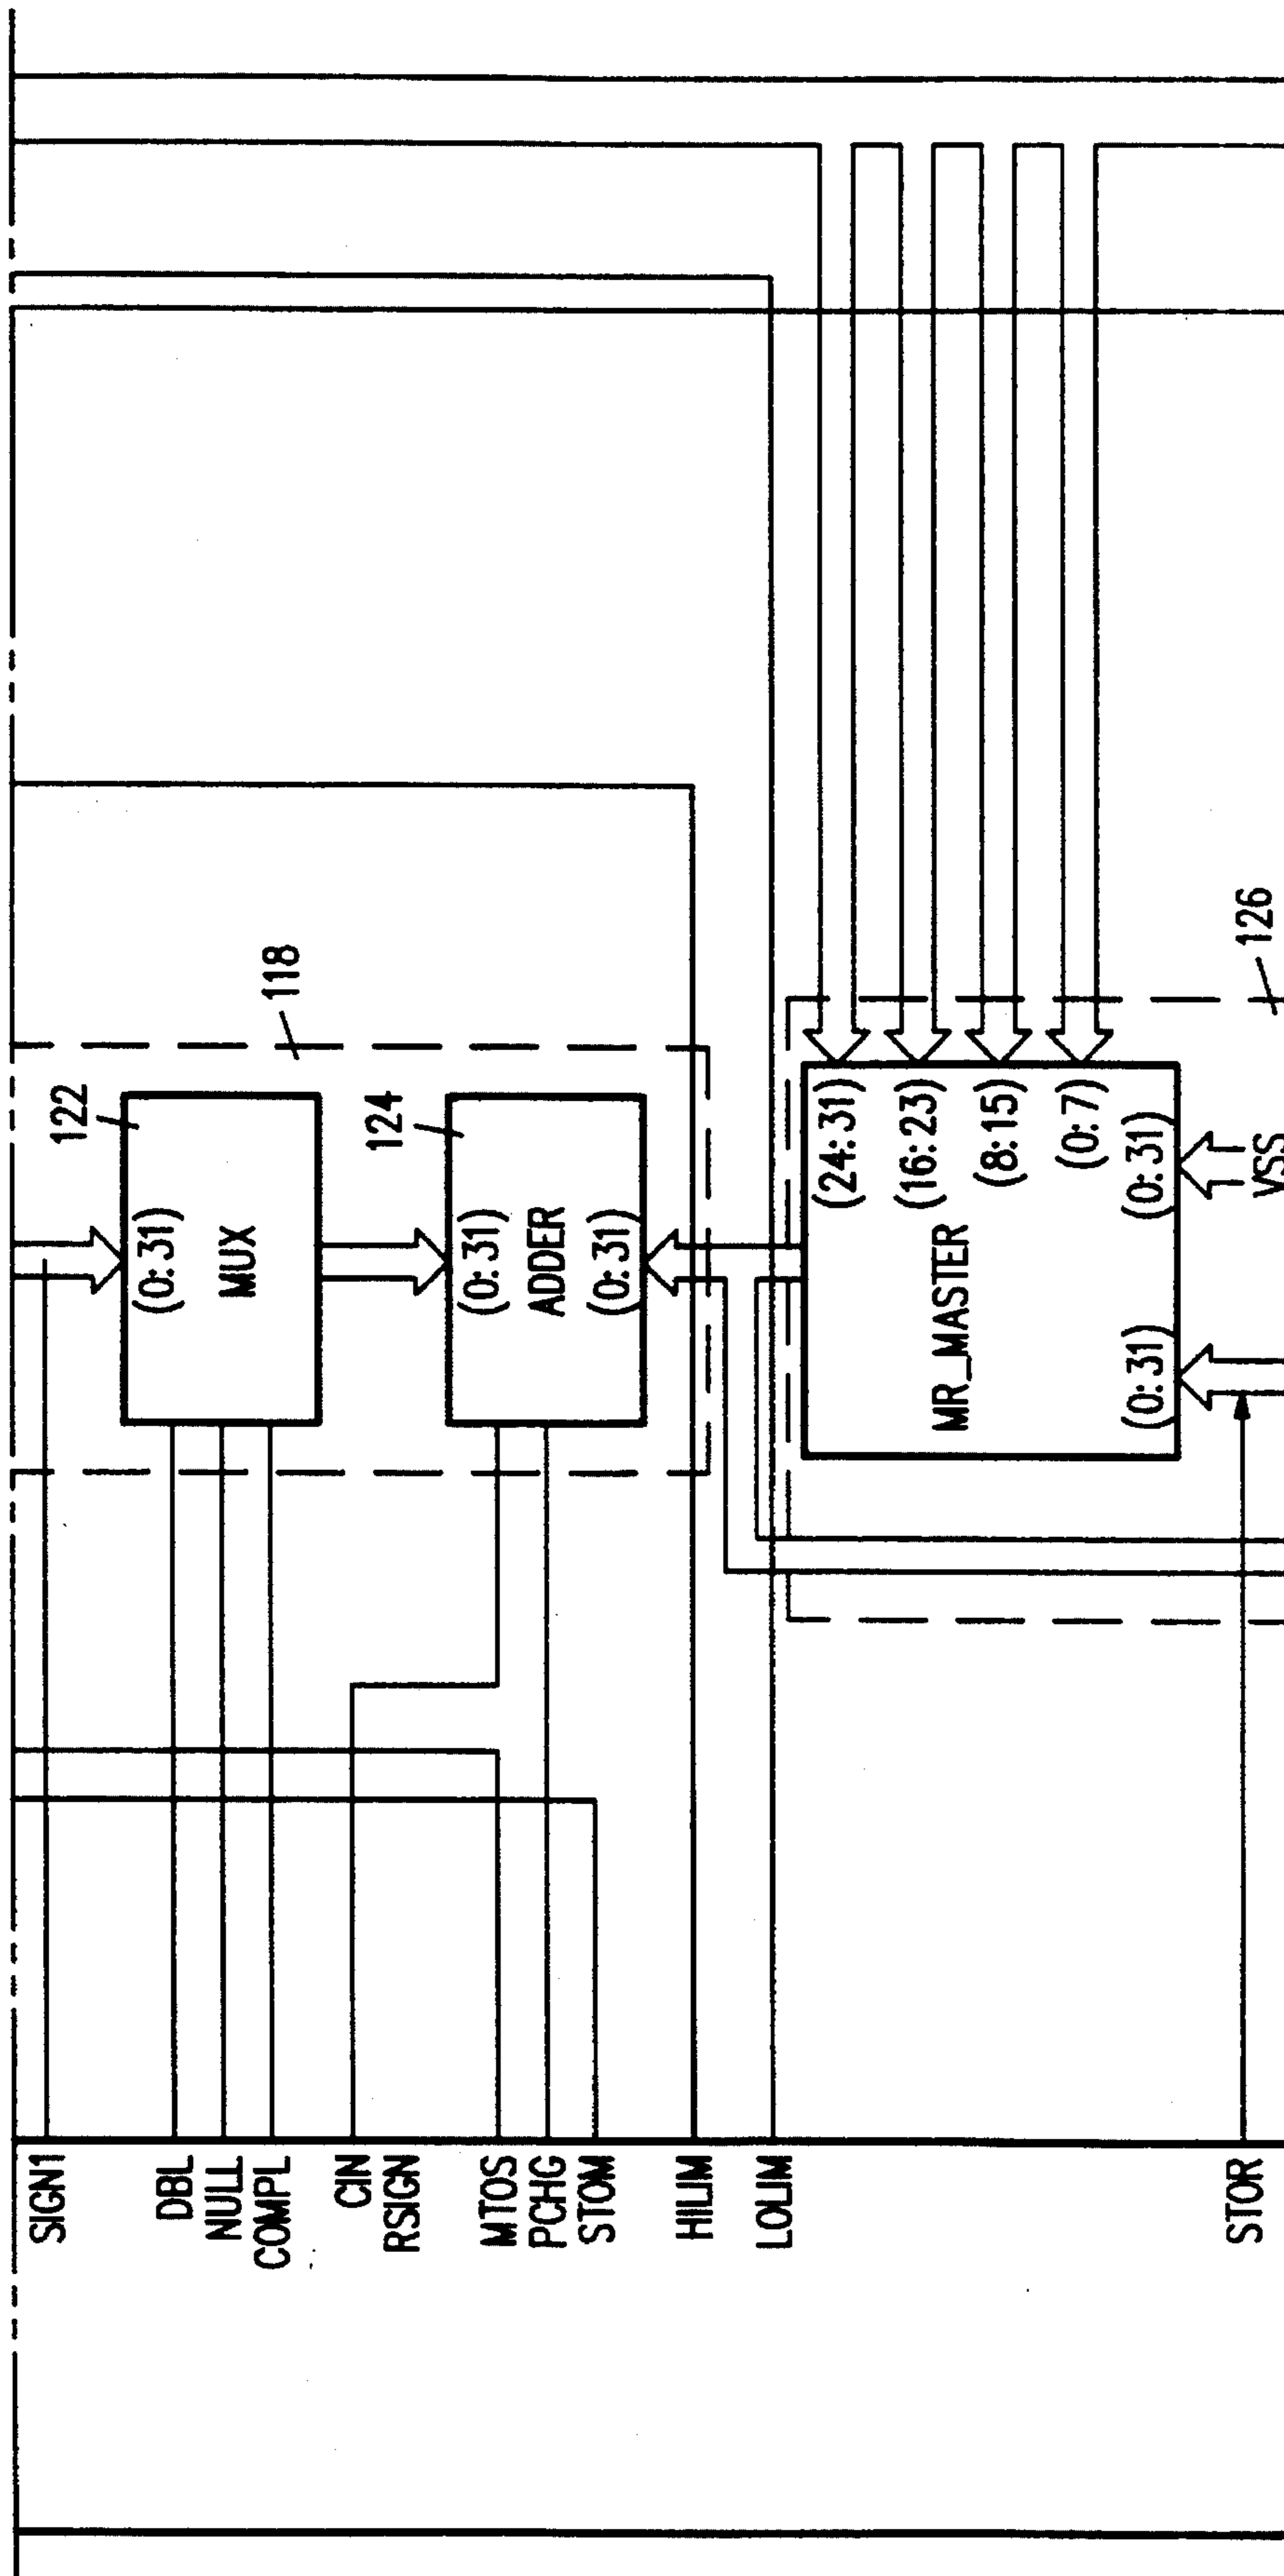 SIGN1
DBL
NULL
COMPL
CIN
RSIGN
MTOS
PCHG
STOM
HILIM
LOLIM
STOR
122
(0:31)
MUX
118
124
(0:31)
ADDER
(0:31)
MR_MASTER
(24:31)
(16:23)
(8:15)
(0:7)
(0:31)
(0:31)
VSS
126